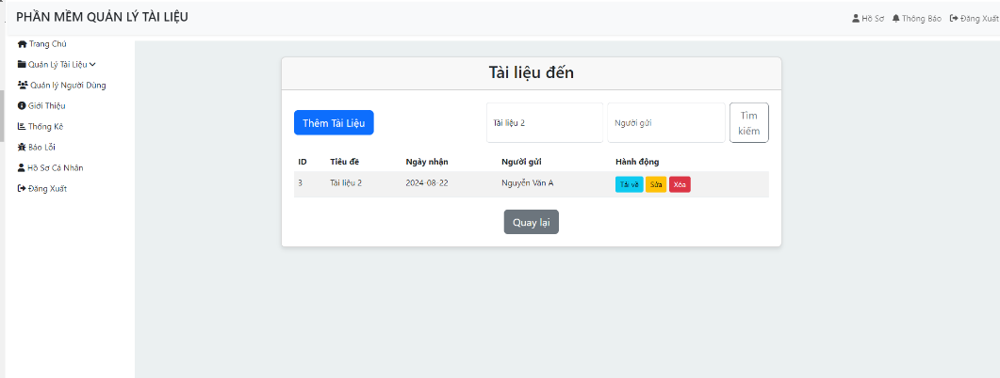 PHẦN MỀM QUẢN LÝ TÀI LIỆU
Hồ Sơ Thông Báo Đăng Xuất
Trang Chủ
Quản Lý Tài Liệu
Quản lý Người Dùng
Giới Thiệu
Thống Kê
Báo Lỗi
Hồ Sơ Cá Nhân
Đăng Xuất
Tài liệu đến
Thêm Tài Liệu
Tài liệu 2
Người gửi
Tìm
kiếm
ID Tiêu đề Ngày nhận Người gửi Hành động
3 Tài liệu 2 2024-08-22 Nguyễn Văn A Tải về Sửa Xóa
Quay lại